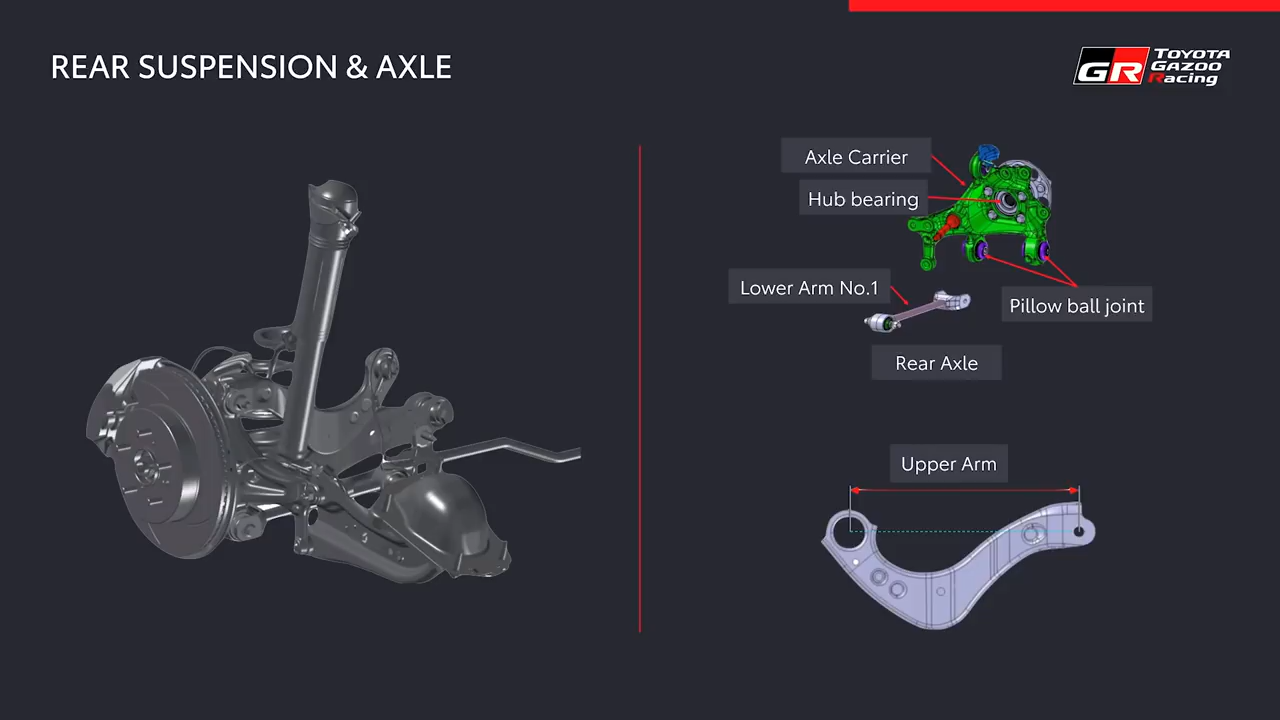 REAR SUSPENSION & AXLE
GR
TOYOTA
GAZOO
Racing
Axle Carrier
Hub bearing
Lower Arm No.1
Pillow ball joint
Rear Axle
Upper Arm